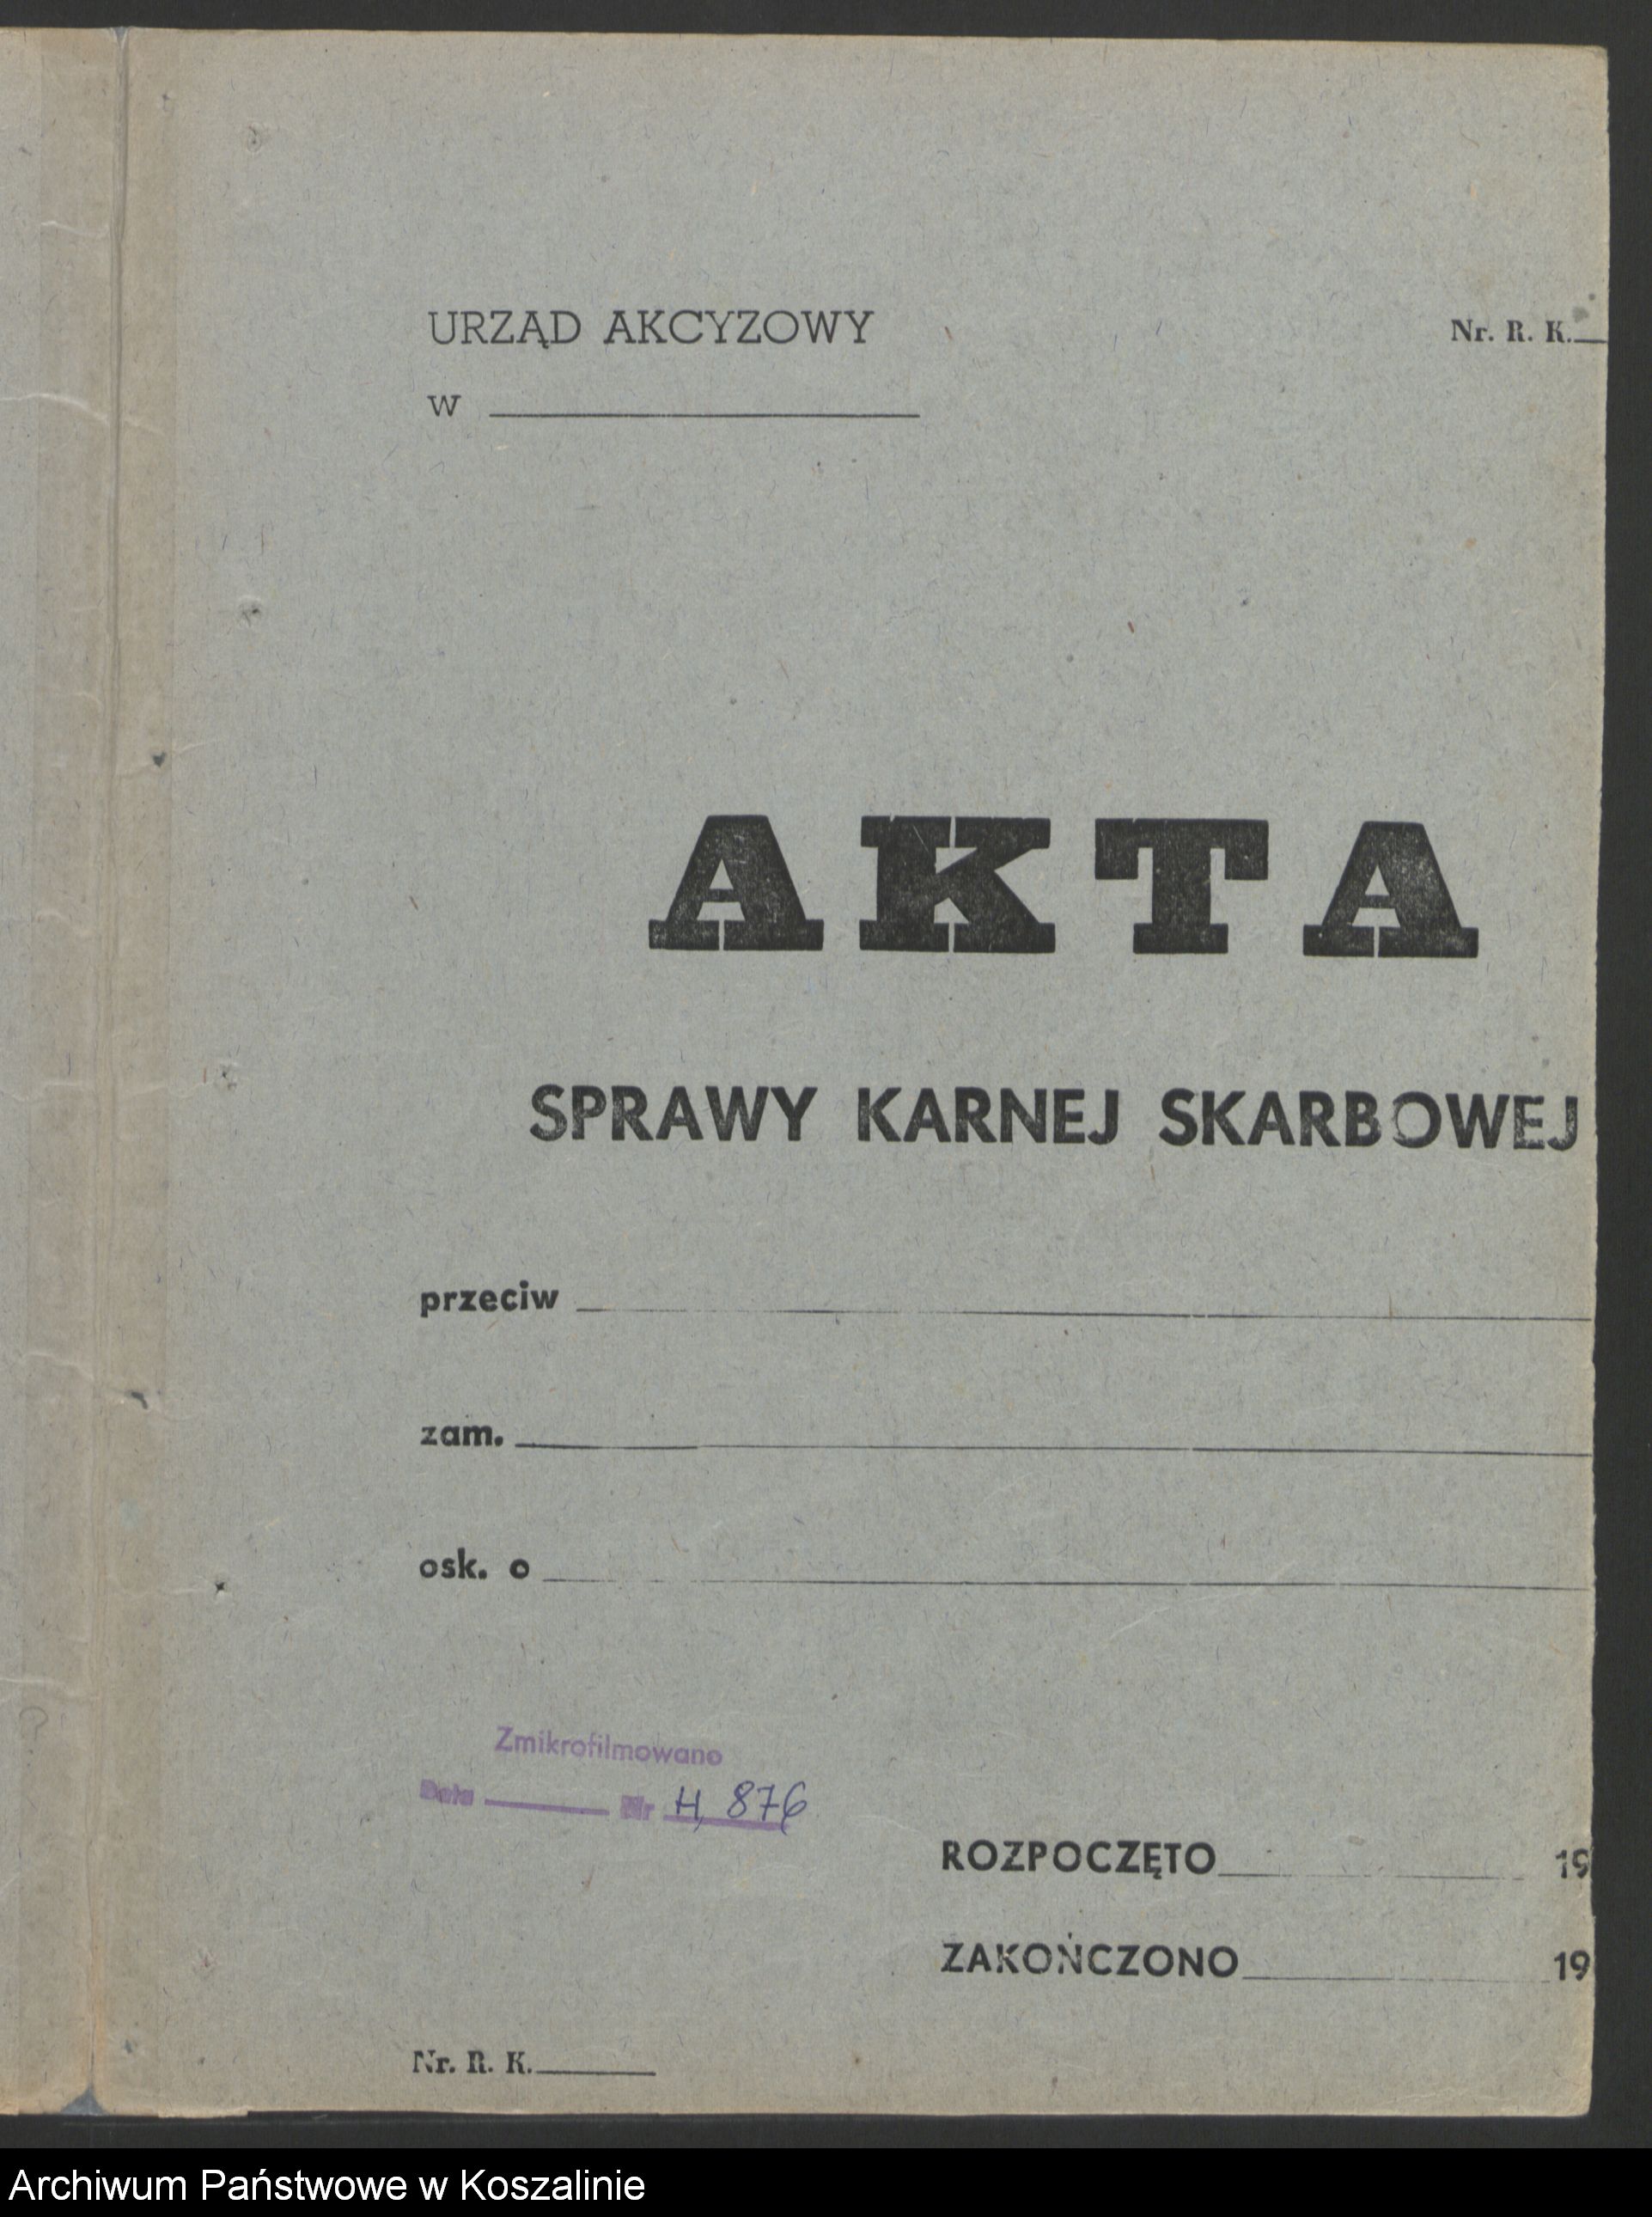 URZĄD AKCYZOWY
Nr. R. K.
w
AKTA
SPRAWY KARNEJ SKARBOWEJ
przeciw
zam.
osk. o
Zmikrofilmowano
Data Nr H, 876
ROZPOCZĘTO 19
ZAKOŃCZONO 19
Nr. R. K.
Archiwum Państwowe w Koszalinie